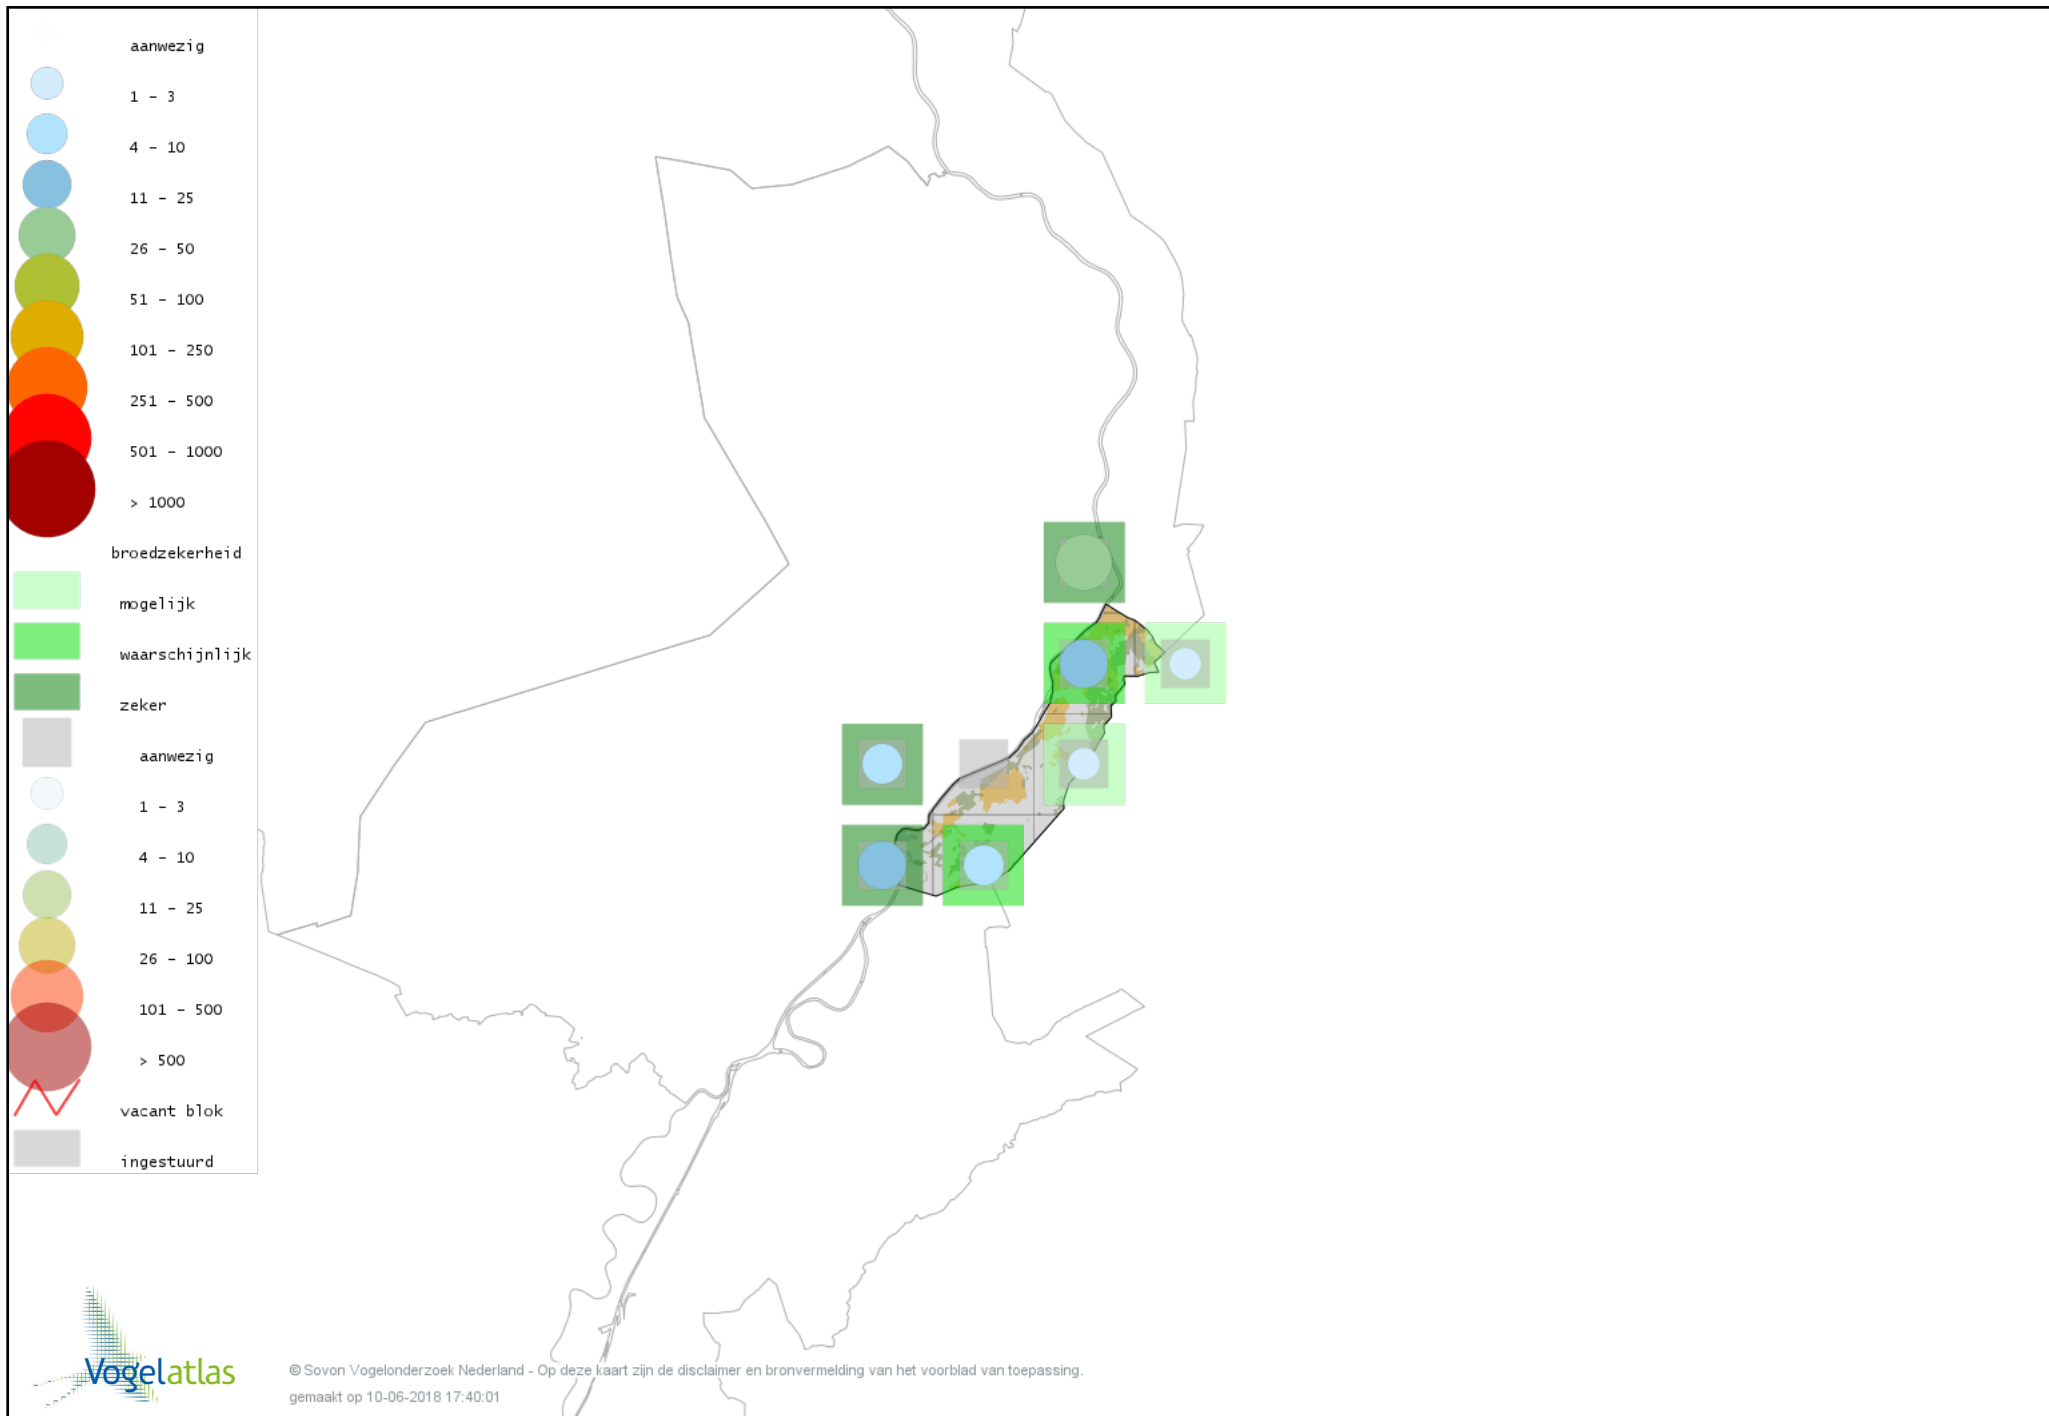 aanwezig
1 - 3
4 - 10
11 - 25
26 - 50
51 - 100
101 - 250
251 - 500
501 - 1000
> 1000
broedzekerheid
mogelijk
waarschijnlijk
zeker
aanwezig
1 - 3
4 - 10
11 - 25
26 - 100
101 - 500
> 500
vacant blok
ingestuurd
Vogelatlas
© Sovon Vogelonderzoek Nederland - Op deze kaart zijn de disclaimer en bronvermelding van het voorblad van toepassing.
gemaakt op 10-06-2018 17:40:01